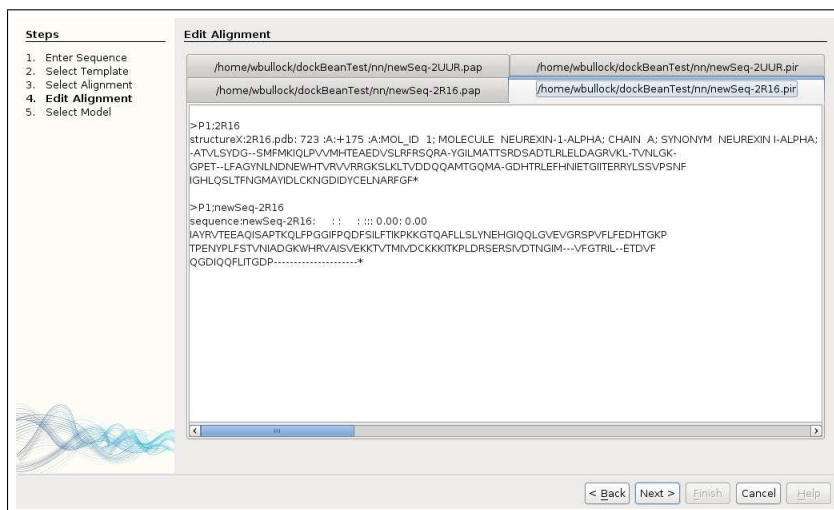 Steps
1. Enter Sequence
2. Select Template
3. Select Alignment
4. Edit Alignment
5. Select Model
Edit Alignment
/home/wbullock/dockBeanTest/nn/newSeq-2UUR.pap
/home/wbullock/dockBeanTest/nn/newSeq-2UUR.pir
/home/wbullock/dockBeanTest/nn/newSeq-2R16.pap
/home/wbullock/dockBeanTest/nn/newSeq-2R16.pir
>P1;2R16
structureX:2R16.pdb: 723 :A:+175 :A:MOL_ID 1; MOLECULE NEUREXIN-1-ALPHA; CHAIN A; SYNONYM NEUREXIN I-ALPHA;
-ATVLSYDG--SMFMKIQLPVVMHTEAEDVSLRFRSQRA-YGILMATTSRDSADTLRLELDAGRVKL-TVNLGK-
GPET--LFAGYNLNDNEWHTVRVVRRGKSLKLTVDDQQAMTGQMA-GDHTRLEFHNIETGIITERRYLSSVPSNF
IGHLQSLTFNGMAYIDLCKNGDIDYCELNARFGF*
>P1;newSeq-2R16
sequence:newSeq-2R16: : : : ::: 0.00: 0.00
IAYRVTEEAQISAPTKQLFPGGIFPQDFSILFTIKPKKGTQAFLLSLYNEHGIQQLGVEVGRSPVFLFEDHTGKP
TPENYPLFSTVNIADGKWHRVAISVEKKTVTMIVDCKKKITKPLDRSERSIVDTNGIM---VFGTRIL--ETDVF
QGDIQQFLITGDP---------------------*
< Back
Next >
Finish
Cancel
Help